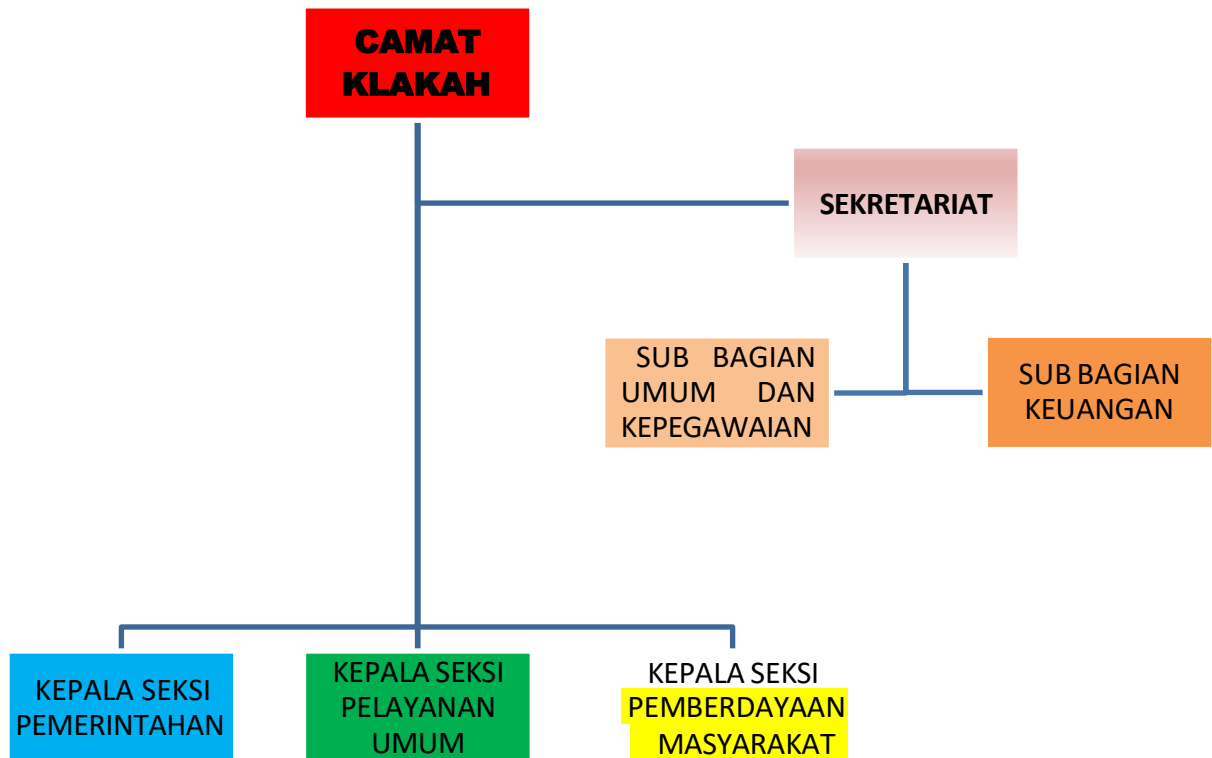 CAMAT
KLAKAH
SEKRETARIAT
SUB BAGIAN
UMUM DAN
KEPEGAWAIAN
SUB BAGIAN
KEUANGAN
KEPALA SEKSI
PEMERINTAHAN
KEPALA SEKSI
PELAYANAN
UMUM
KEPALA SEKSI
PEMBERDAYAAN
MASYARAKAT